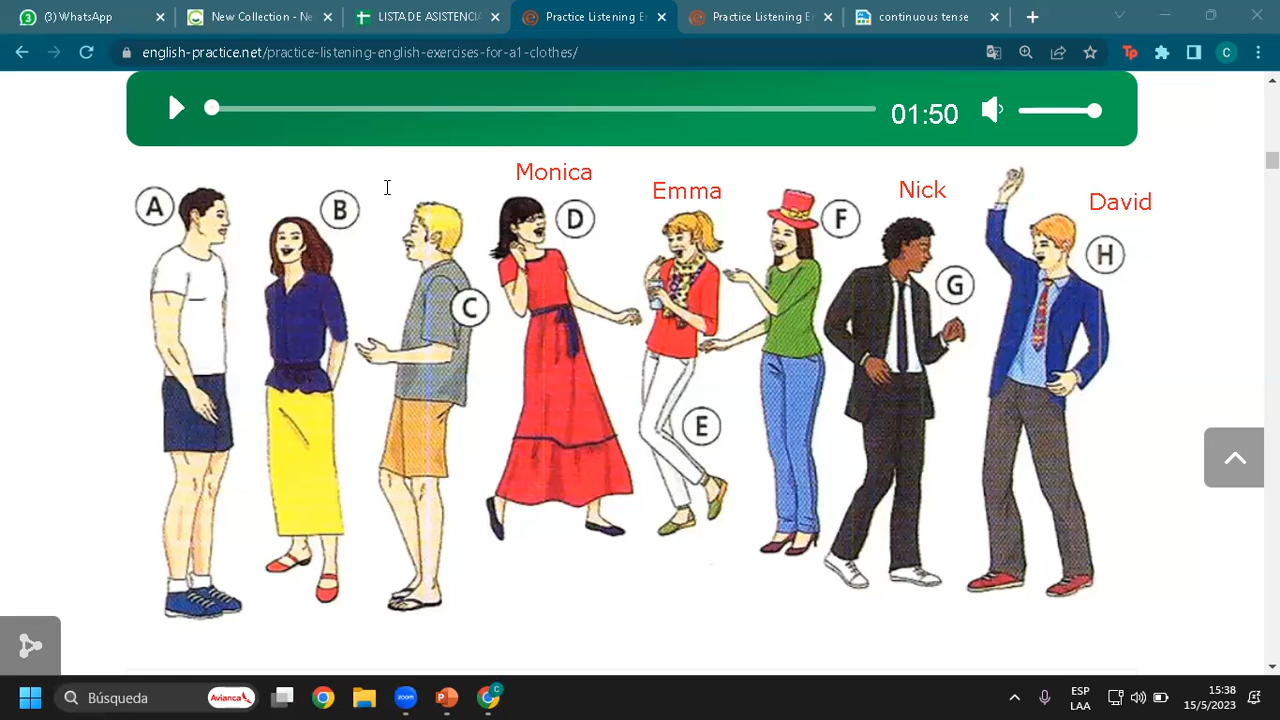 (3) WhatsApp
New Collection - Ne
LISTA DE ASISTENCIA
Practice Listening E
Practice Listening E
continuous tense
english-practice.net/practice-listening-english-exercises-for-a1-clothes/
Tp
C
01:50
Monica
Emma
Nick
David
A
B
C
D
E
F
G
H
Búsqueda
Avianca
zoom
C
ESP
LAA
15:38
15/5/2023